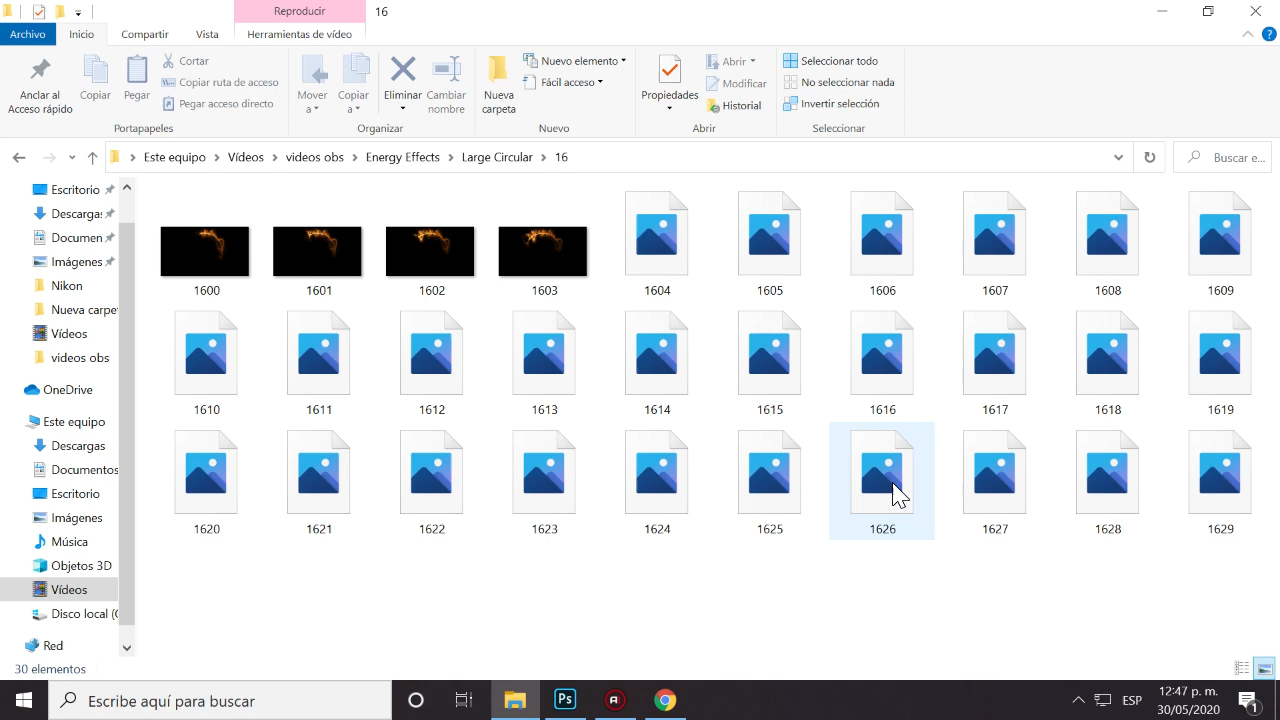 Reproducir
16
Archivo
Inicio
Compartir
Vista
Herramientas de vídeo
Anclar al
Acceso rápido
Copiar
Pegar
Cortar
Copiar ruta de acceso
Pegar acceso directo
Portapapeles
Mover
a
Copiar
a
Eliminar
Cambiar
nombre
Organizar
Nueva
carpeta
Nuevo elemento
Fácil acceso
Nuevo
Propiedades
Abrir
Modificar
Historial
Abrir
Seleccionar todo
No seleccionar nada
Invertir selección
Seleccionar
Este equipo > Vídeos > videos obs > Energy Effects > Large Circular > 16
Buscar e...
Escritorio
Descargas
Documen
Imágenes
Nikon
Nueva carpe
Vídeos
videos obs
OneDrive
Este equipo
Descargas
Documentos
Escritorio
Imágenes
Música
Objetos 3D
Vídeos
Disco local (
Red
1600 1601 1602 1603 1604 1605 1606 1607 1608 1609
1610 1611 1612 1613 1614 1615 1616 1617 1618 1619
1620 1621 1622 1623 1624 1625 1626 1627 1628 1629
30 elementos
Escribe aquí para buscar
Ps
ESP
12:47 p. m.
30/05/2020
1